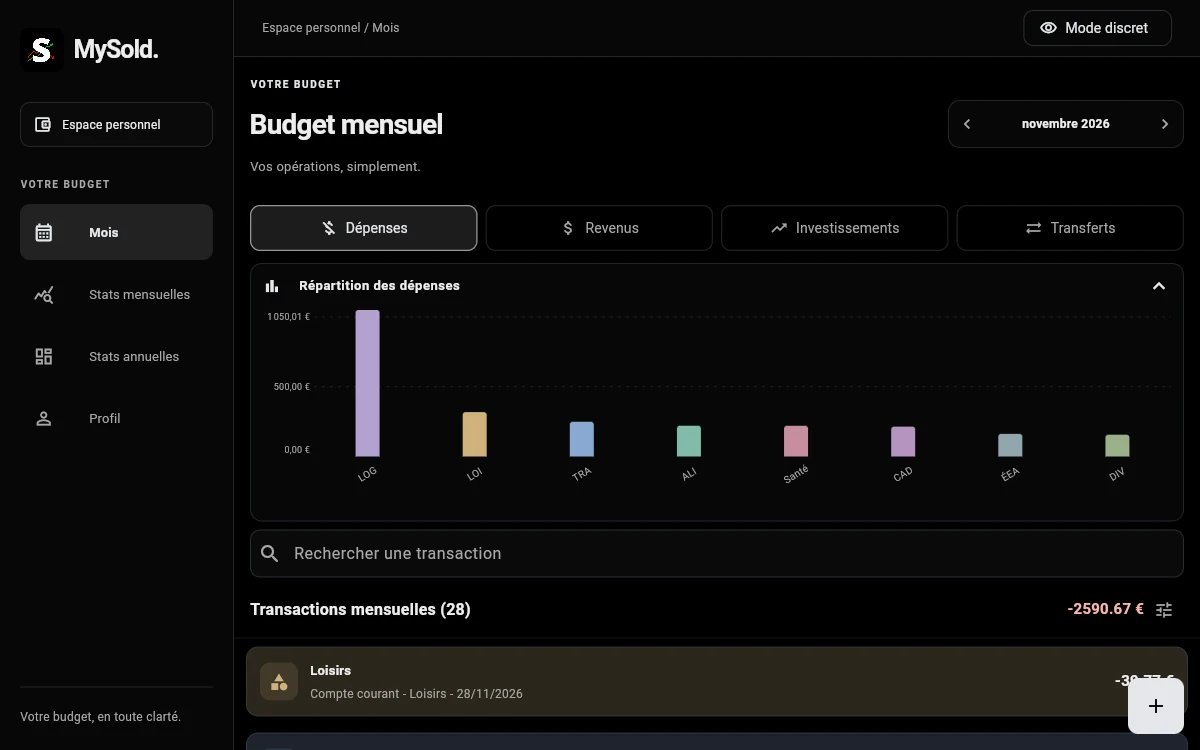 Espace personnel / Mois
Mode discret
MySold.
Espace personnel
VOTRE BUDGET
Mois
Stats mensuelles
Stats annuelles
Profil
Votre budget, en toute clarté.
VOTRE BUDGET
Budget mensuel
novembre 2026
Vos opérations, simplement.
Dépenses
Revenus
Investissements
Transferts
Répartition des dépenses
1 050,01 €
500,00 €
0,00 €
LOG
LOI
TRA
ALI
Santé
CAD
ÉEA
DIV
Rechercher une transaction
Transactions mensuelles (28)
-2590.67 €
Loisirs
Compte courant - Loisirs - 28/11/2026